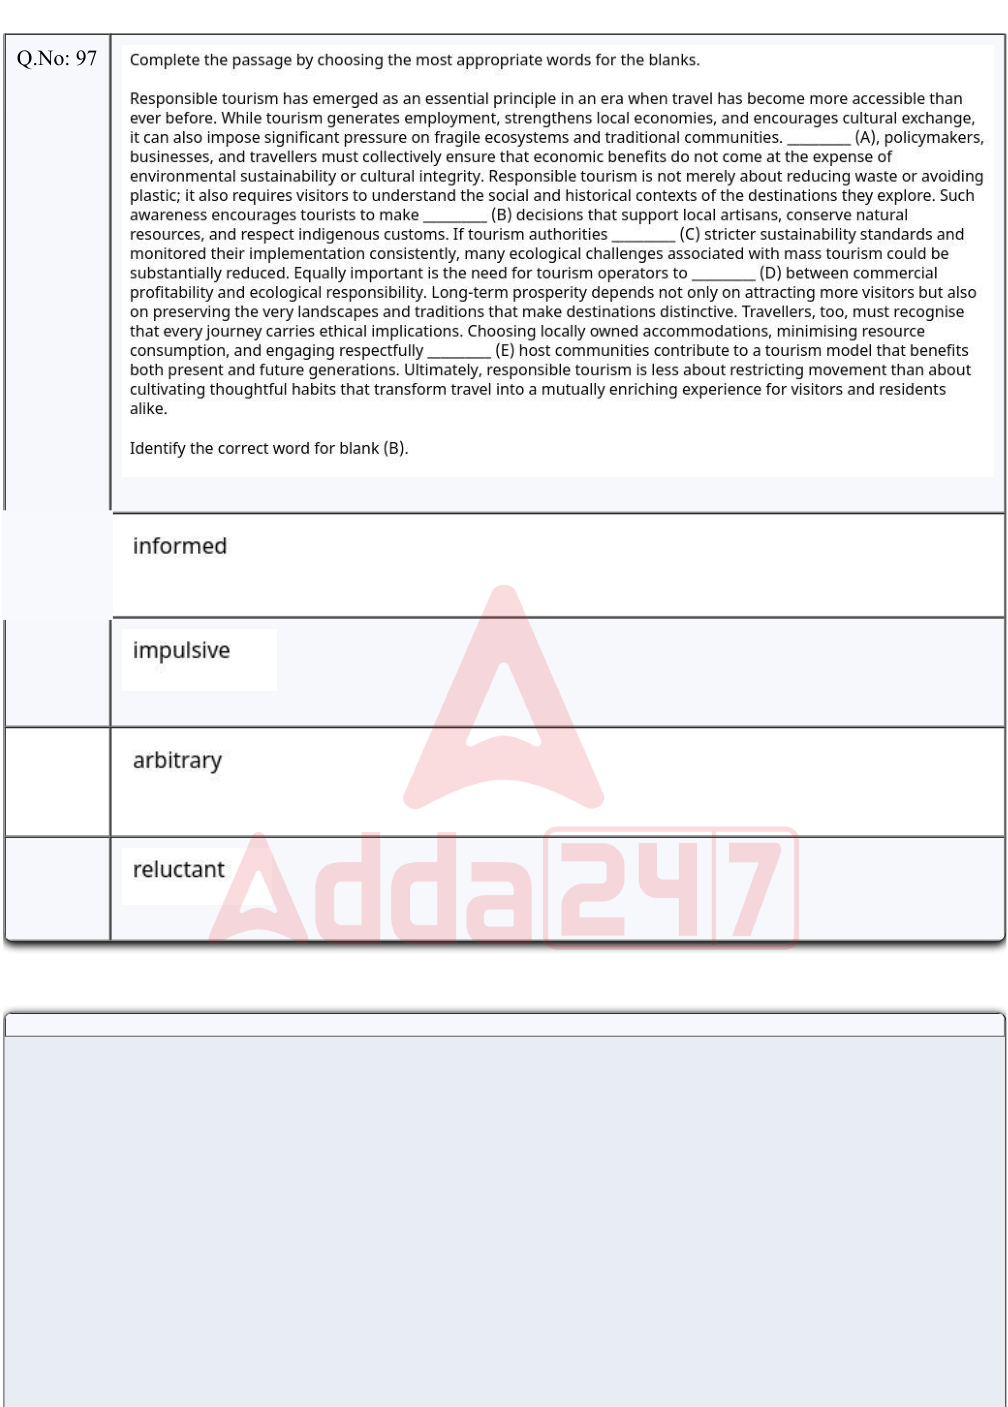 Q.No: 97
Complete the passage by choosing the most appropriate words for the blanks.
Responsible tourism has emerged as an essential principle in an era when travel has become more accessible than
ever before. While tourism generates employment, strengthens local economies, and encourages cultural exchange,
it can also impose significant pressure on fragile ecosystems and traditional communities. ________ (A), policymakers,
businesses, and travellers must collectively ensure that economic benefits do not come at the expense of
environmental sustainability or cultural integrity. Responsible tourism is not merely about reducing waste or avoiding
plastic; it also requires visitors to understand the social and historical contexts of the destinations they explore. Such
awareness encourages tourists to make ________ (B) decisions that support local artisans, conserve natural
resources, and respect indigenous customs. If tourism authorities ________ (C) stricter sustainability standards and
monitored their implementation consistently, many ecological challenges associated with mass tourism could be
substantially reduced. Equally important is the need for tourism operators to ________ (D) between commercial
profitability and ecological responsibility. Long-term prosperity depends not only on attracting more visitors but also
on preserving the very landscapes and traditions that make destinations distinctive. Travellers, too, must recognise
that every journey carries ethical implications. Choosing locally owned accommodations, minimising resource
consumption, and engaging respectfully ________ (E) host communities contribute to a tourism model that benefits
both present and future generations. Ultimately, responsible tourism is less about restricting movement than about
cultivating thoughtful habits that transform travel into a mutually enriching experience for visitors and residents
alike.
Identify the correct word for blank (B).
informed
impulsive
arbitrary
reluctant
Adda247